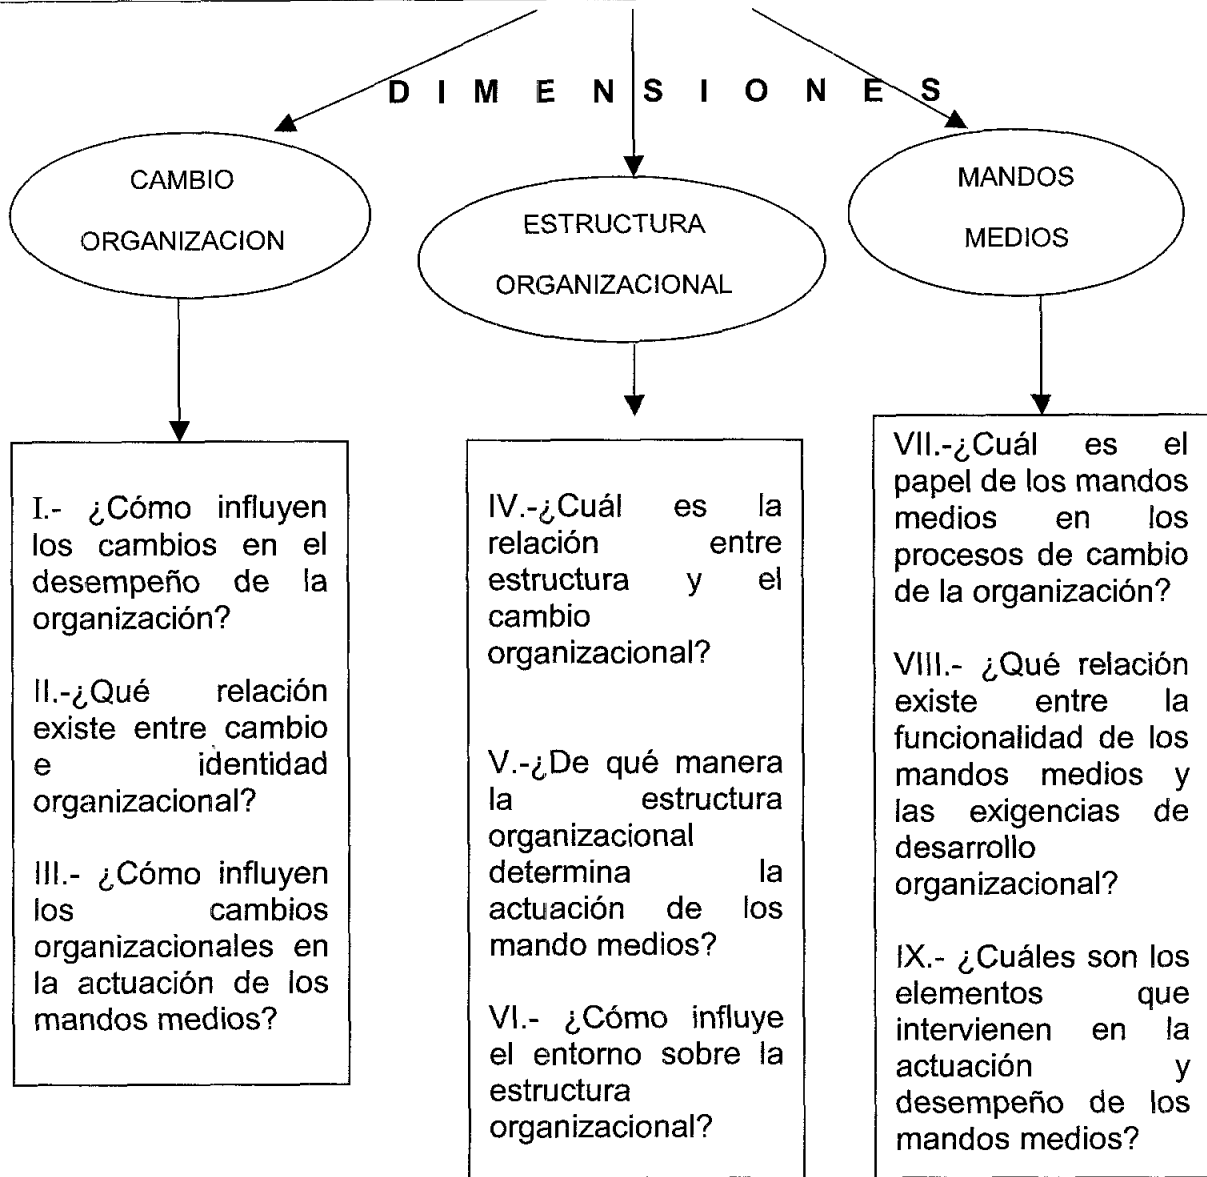 D I M E N S I O N E S
CAMBIO
ORGANIZACION
ESTRUCTURA
ORGANIZACIONAL
MANDOS
MEDIOS
I.- ¿Cómo influyen
los cambios en el
desempeño de la
organización?
II.-¿Qué relación
existe entre cambio
e identidad
organizacional?
III.- ¿Cómo influyen
los cambios
organizacionales en
la actuación de los
mandos medios?
IV.-¿Cuál es la
relación entre
estructura y el
cambio
organizacional?
V.-¿De qué manera
la estructura
organizacional
determina la
actuación de los
mando medios?
VI.- ¿Cómo influye
el entorno sobre la
estructura
organizacional?
VII.-¿Cuál es el
papel de los mandos
medios en los
procesos de cambio
de la organización?
VIII.- ¿Qué relación
existe entre la
funcionalidad de los
mandos medios y
las exigencias de
desarrollo
organizacional?
IX.- ¿Cuáles son los
elementos que
intervienen en la
actuación y
desempeño de los
mandos medios?